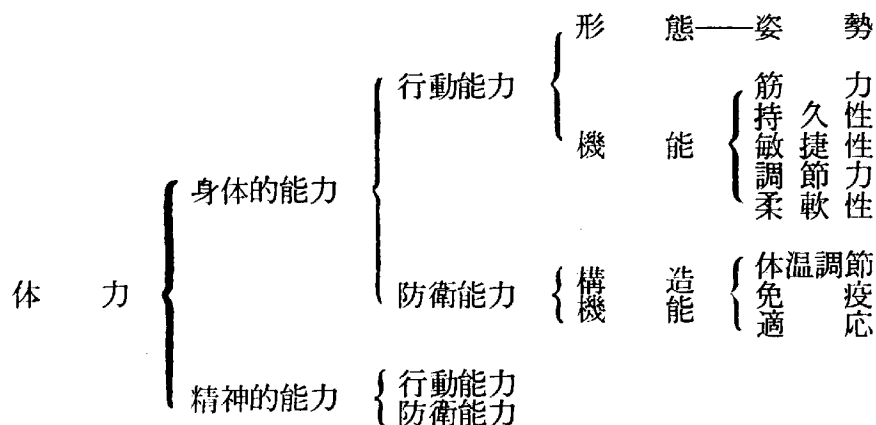 形態——姿勢
行動能力
筋力
持久性
機能
敏捷性
調節力
柔軟性
身体的能力
体力
防衛能力
構造
機能
体温調節
免疫
適応
精神的能力
行動能力
防衛能力